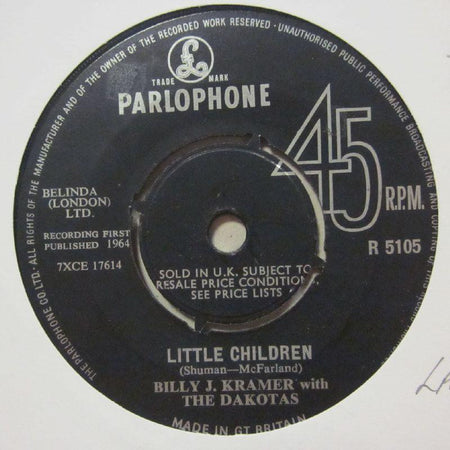 ALL RIGHTS OF THE MANUFACTURER AND OF THE OWNER OF THE RECORDED WORK RESERVED · UNAUTHORISED PUBLIC PERFORMANCE BROADCASTING AND COPYING OF
THE PARLOPHONE CO. LTD.
£
TRADE MARK
PARLOPHONE
45
R.P.M.
BELINDA
(LONDON)
LTD.
RECORDING FIRST
PUBLISHED 1964
7XCE 17614
R 5105
SOLD IN U.K. SUBJECT TO
RESALE PRICE CONDITIONS
SEE PRICE LISTS
LITTLE CHILDREN
(Shuman—McFarland)
BILLY J. KRAMER with
THE DAKOTAS
MADE IN GT BRITAIN